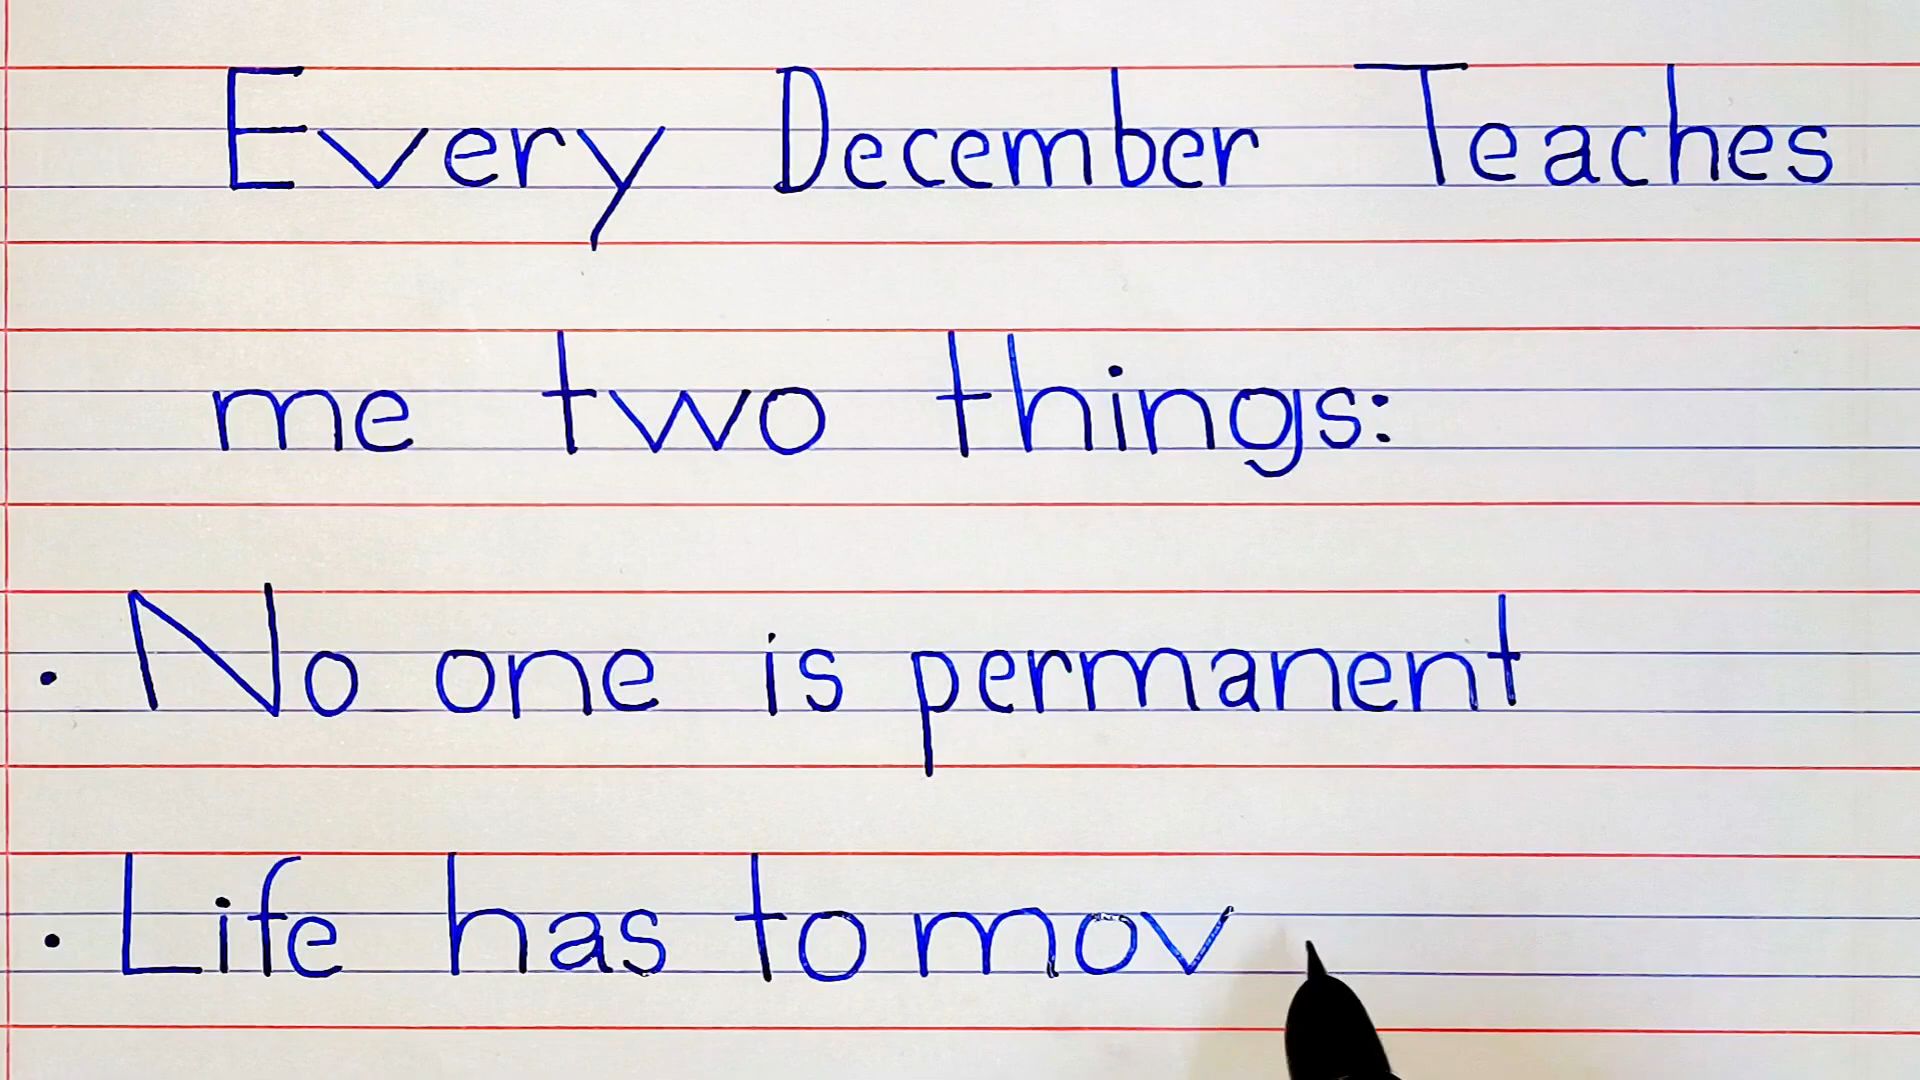 Every December Teaches
me two things:
• No one is permanent
• Life has to mov